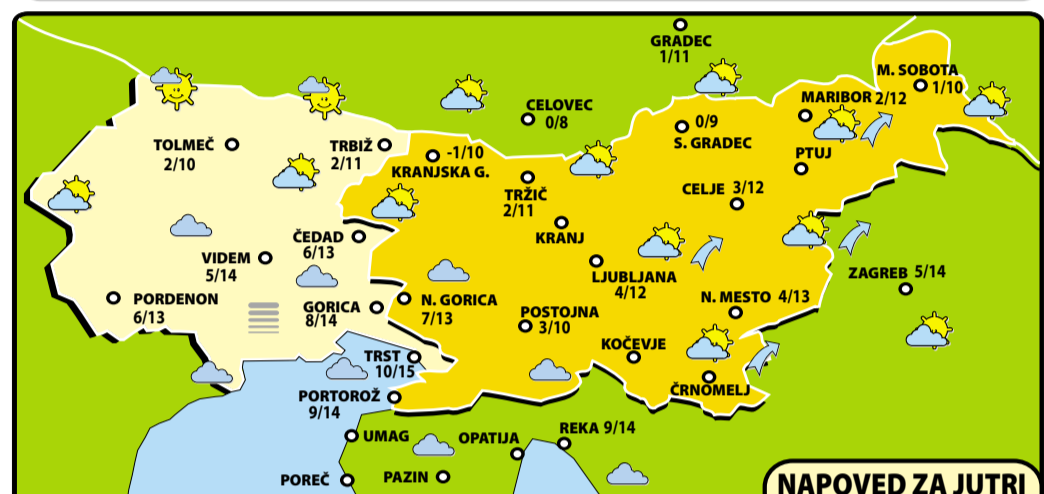 GRADEC
1/11
M. SOBOTA
1/10
MARIBOR 2/12
CELOVEC
0/8
0/9
S. GRADEC
TOLMEČ
2/10
TRBIŽ
2/11
-1/10
KRANJSKA G.
PTUJ
TRŽIČ
2/11
CELJE 3/12
KRANJ
ČEDAD
6/13
VIDEM
5/14
LJUBLJANA
4/12
ZAGREB 5/14
PORDENON
6/13
GORICA
8/14
N. GORICA
7/13
N. MESTO 4/13
POSTOJNA
3/10
KOČEVJE
TRST
10/15
ČRNOMELJ
PORTOROŽ
9/14
UMAG
OPATIJA
REKA 9/14
POREČ
PAZIN
NAPOVED ZA JUTRI